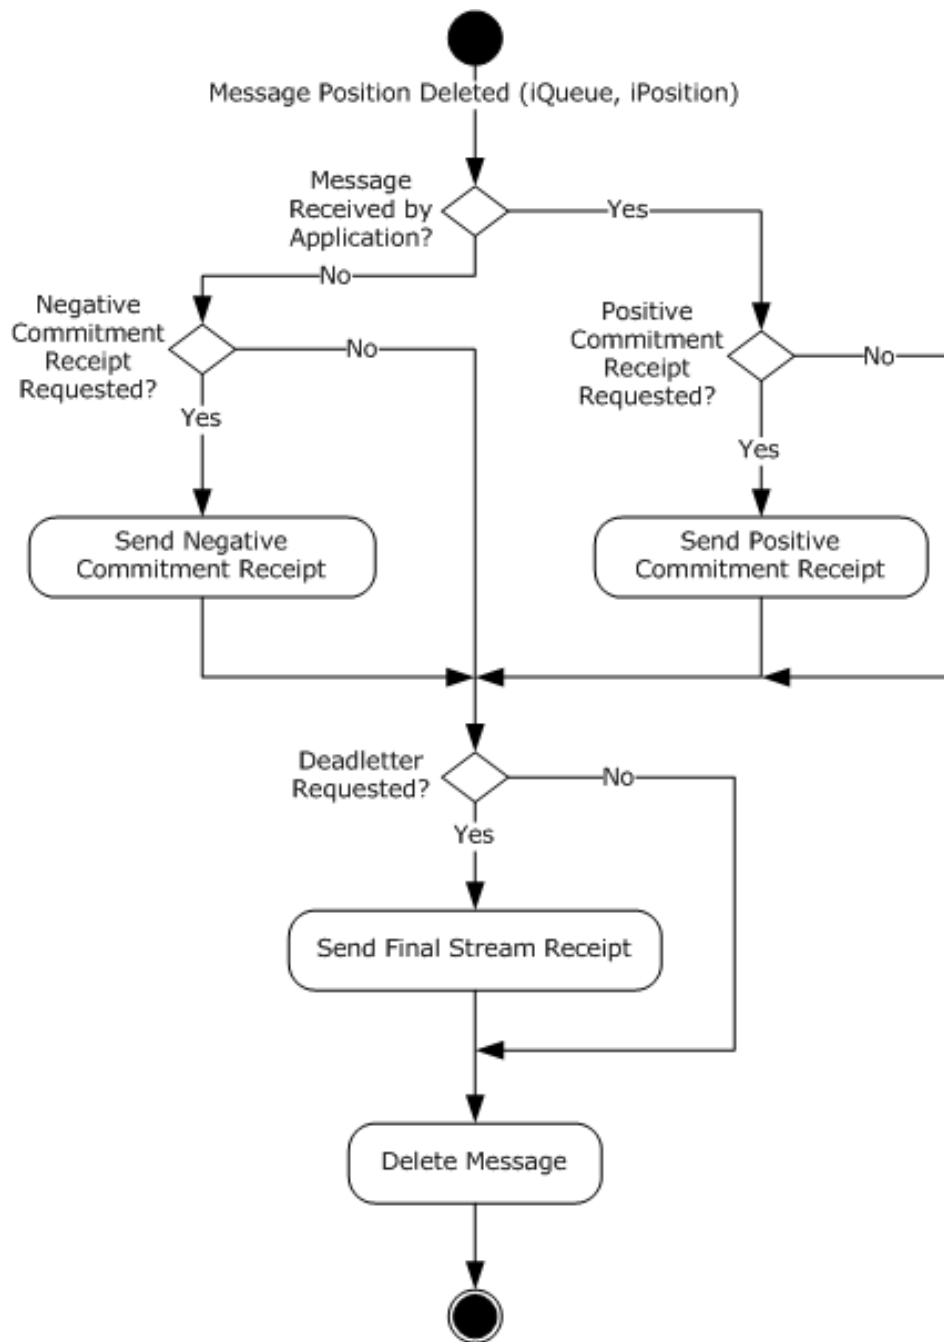 Message Position Deleted (iQueue, iPosition)
Message
Received by
Application?
Yes
No
Negative
Commitment
Receipt
Requested?
No
Yes
Positive
Commitment
Receipt
Requested?
No
Yes
Send Negative
Commitment Receipt
Send Positive
Commitment Receipt
Deadletter
Requested?
No
Yes
Send Final Stream Receipt
Delete Message